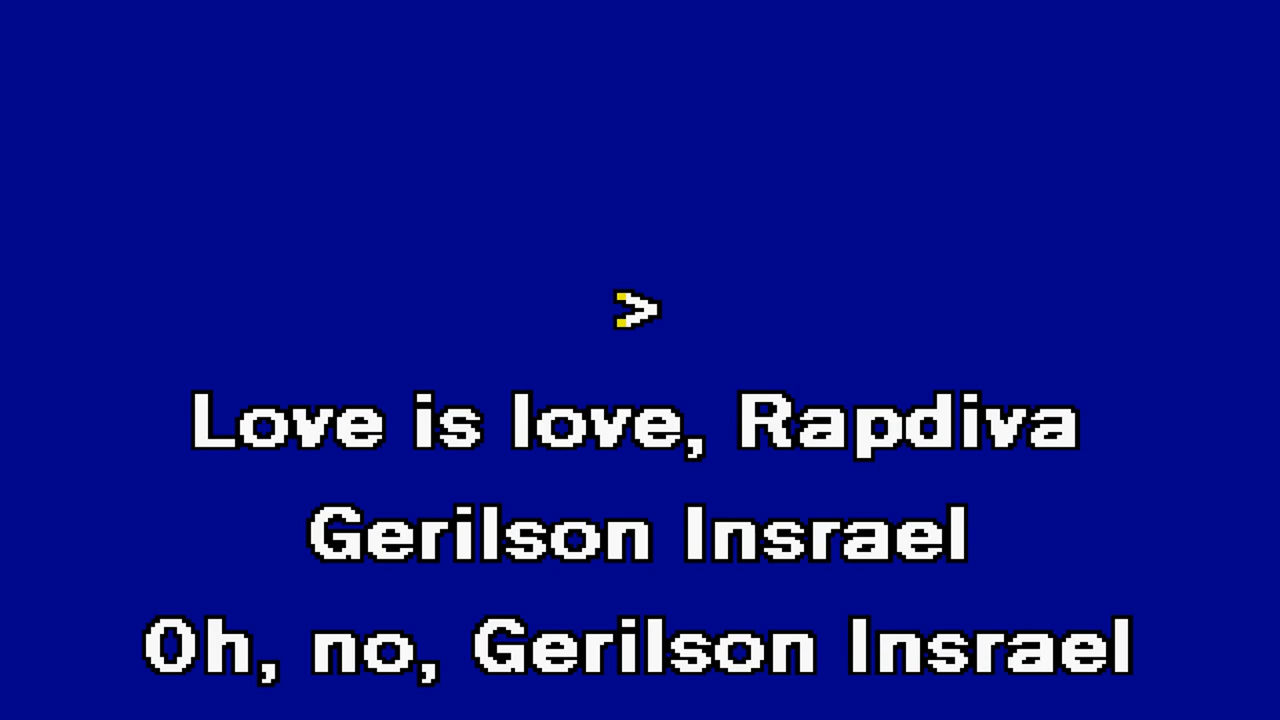 >
Love is love, Rapdiva
Gerilson Insrael
Oh, no, Gerilson Insrael